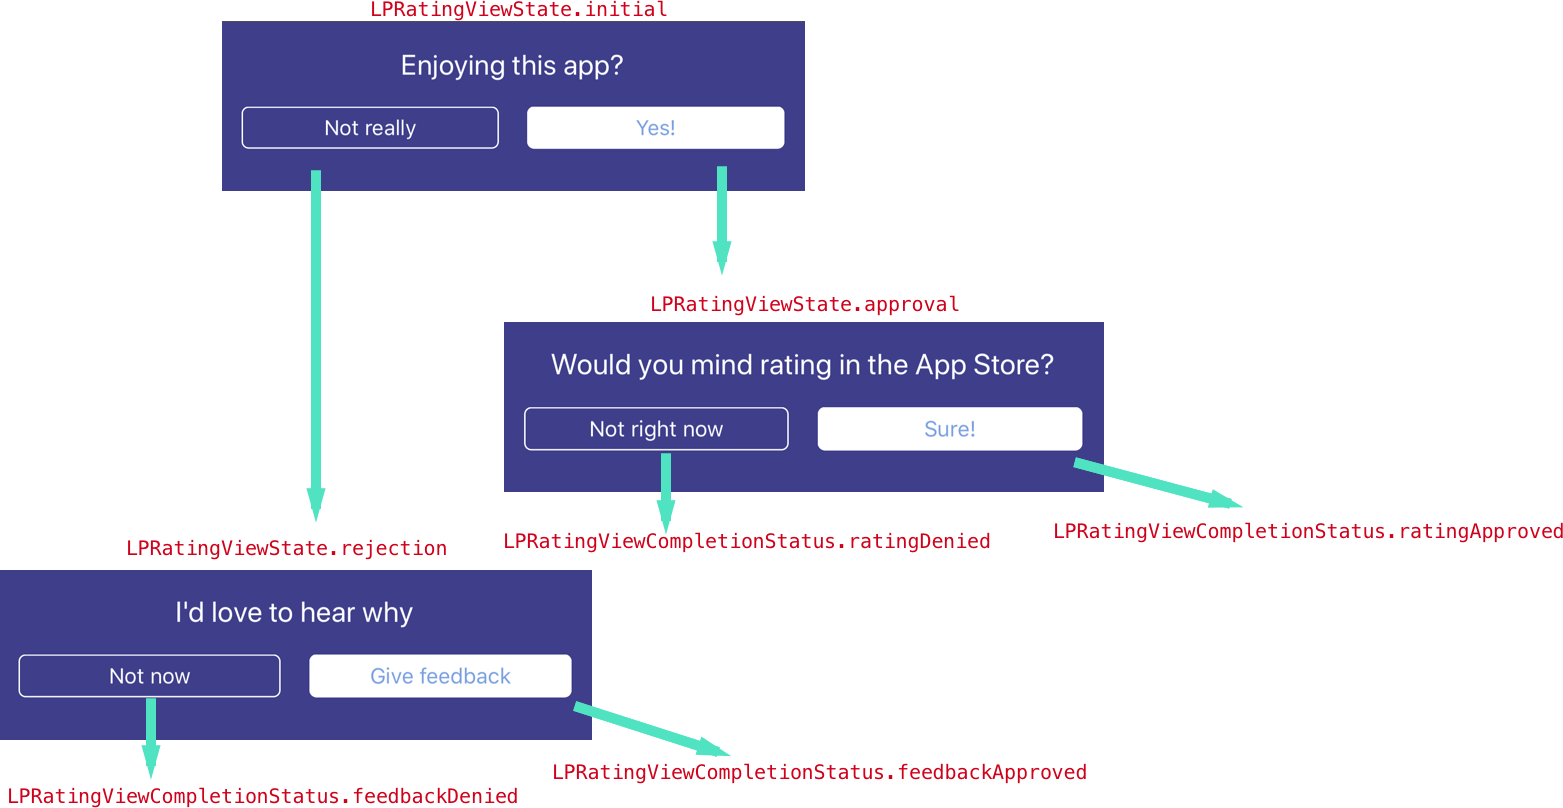 LPRatingViewState.initial
Enjoying this app?
Not really
Yes!
LPRatingViewState.approval
Would you mind rating in the App Store?
Not right now
Sure!
LPRatingViewCompletionStatus.ratingApproved
LPRatingViewCompletionStatus.ratingDenied
LPRatingViewState.rejection
I'd love to hear why
Not now
Give feedback
LPRatingViewCompletionStatus.feedbackApproved
LPRatingViewCompletionStatus.feedbackDenied